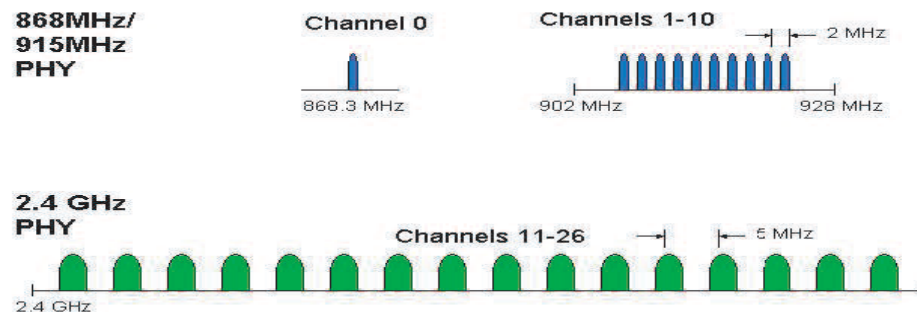 868MHz/
915MHz
PHY
Channel 0
868.3 MHz
Channels 1-10
2 MHz
902 MHz
928 MHz
2.4 GHz
PHY
Channels 11-26
5 MHz
2.4 GHz